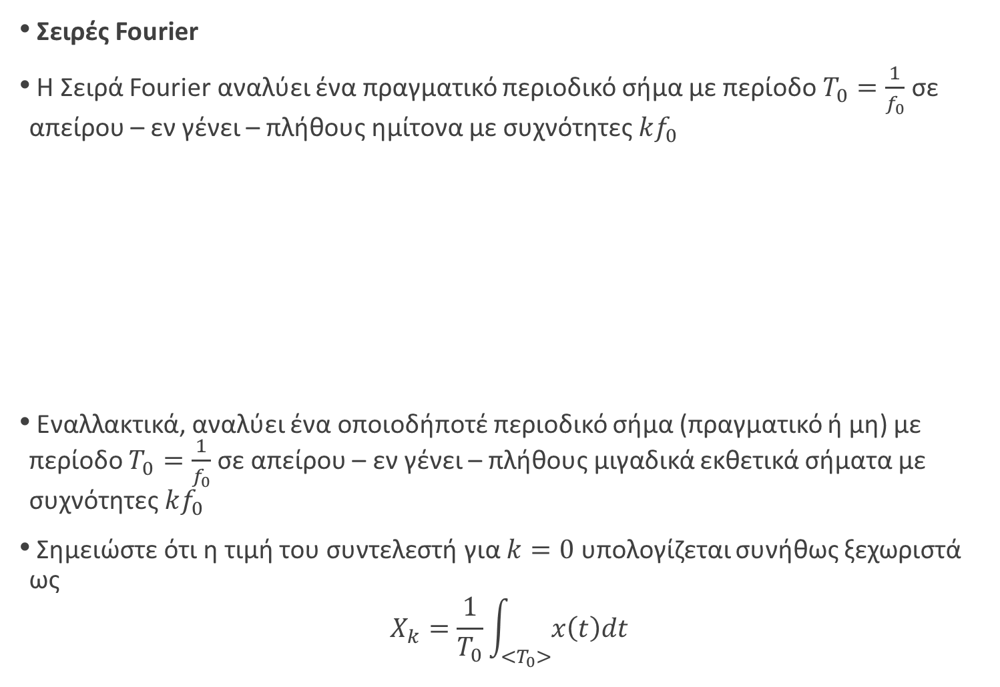 • Σειρές Fourier
• Η Σειρά Fourier αναλύει ένα πραγματικό περιοδικό σήμα με περίοδο $T_0 = \frac{1}{f_0}$ σε
απείρου – εν γένει – πλήθους ημίτονα με συχνότητες $kf_0$
• Εναλλακτικά, αναλύει ένα οποιοδήποτέ περιοδικό σήμα (πραγματικό ή μη) με
περίοδο $T_0 = \frac{1}{f_0}$ σε απείρου – εν γένει – πλήθους μιγαδικά εκθετικά σήματα με
συχνότητες $kf_0$
• Σημειώστε ότι η τιμή του συντελεστή για $k = 0$ υπολογίζεται συνήθως ξεχωριστά
ως
$X_k = \frac{1}{T_0} \int_{<T_0>} x(t)dt$